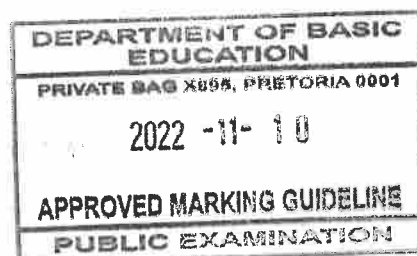 DEPARTMENT OF BASIC
EDUCATION
PRIVATE BAG X895, PRETORIA 0001
2022 -11- 10
APPROVED MARKING GUIDELINE
PUBLIC EXAMINATION